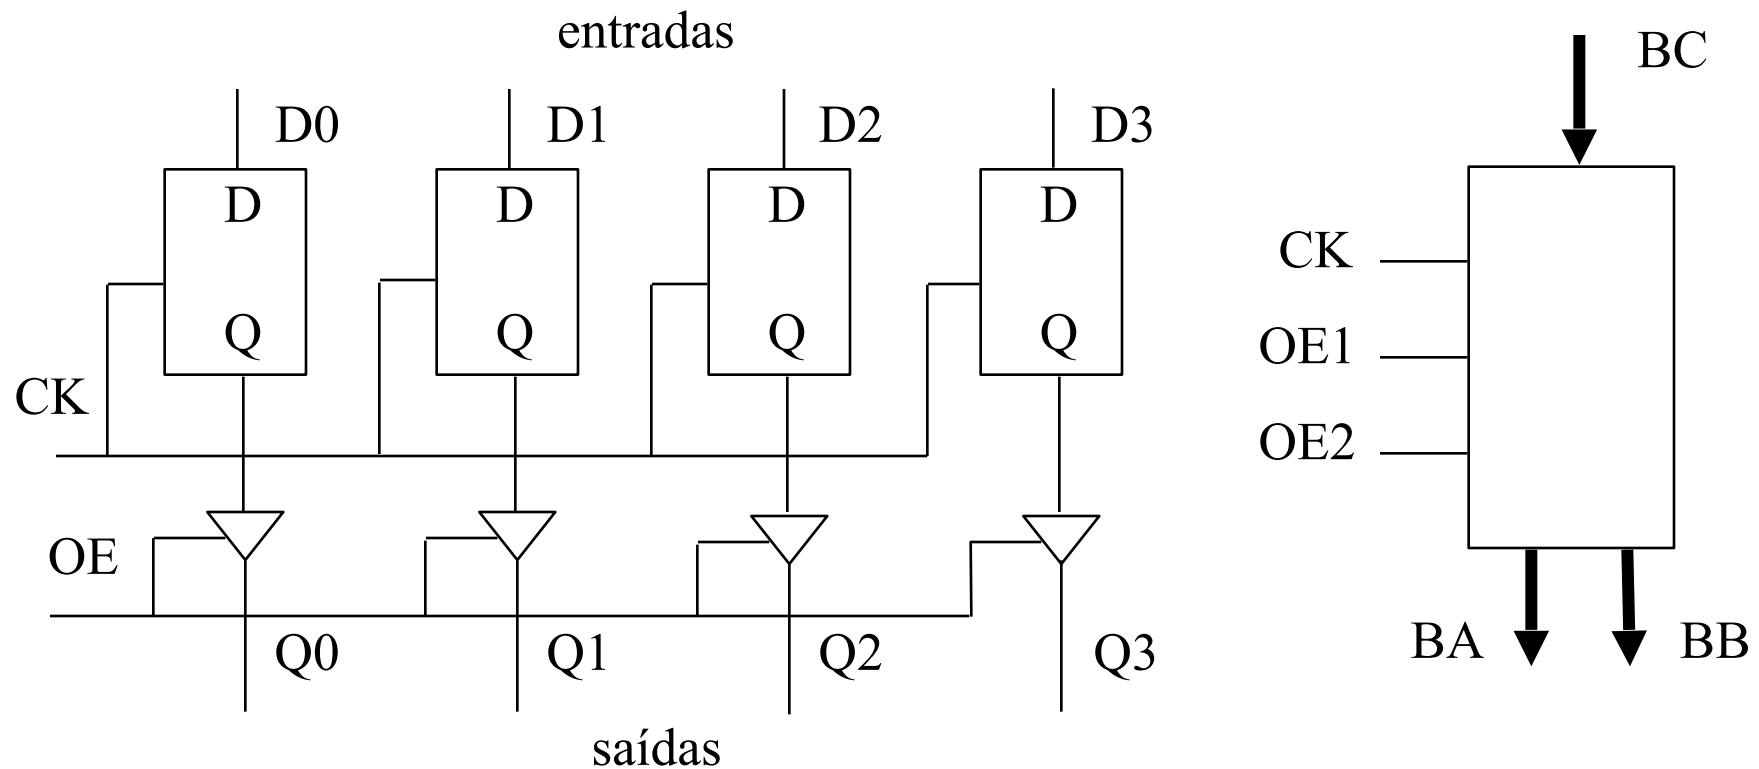 entradas
D0 D1 D2 D3
D D D D
Q Q Q Q
CK
OE
Q0 Q1 Q2 Q3
saídas
BC
CK
OE1
OE2
BA BB